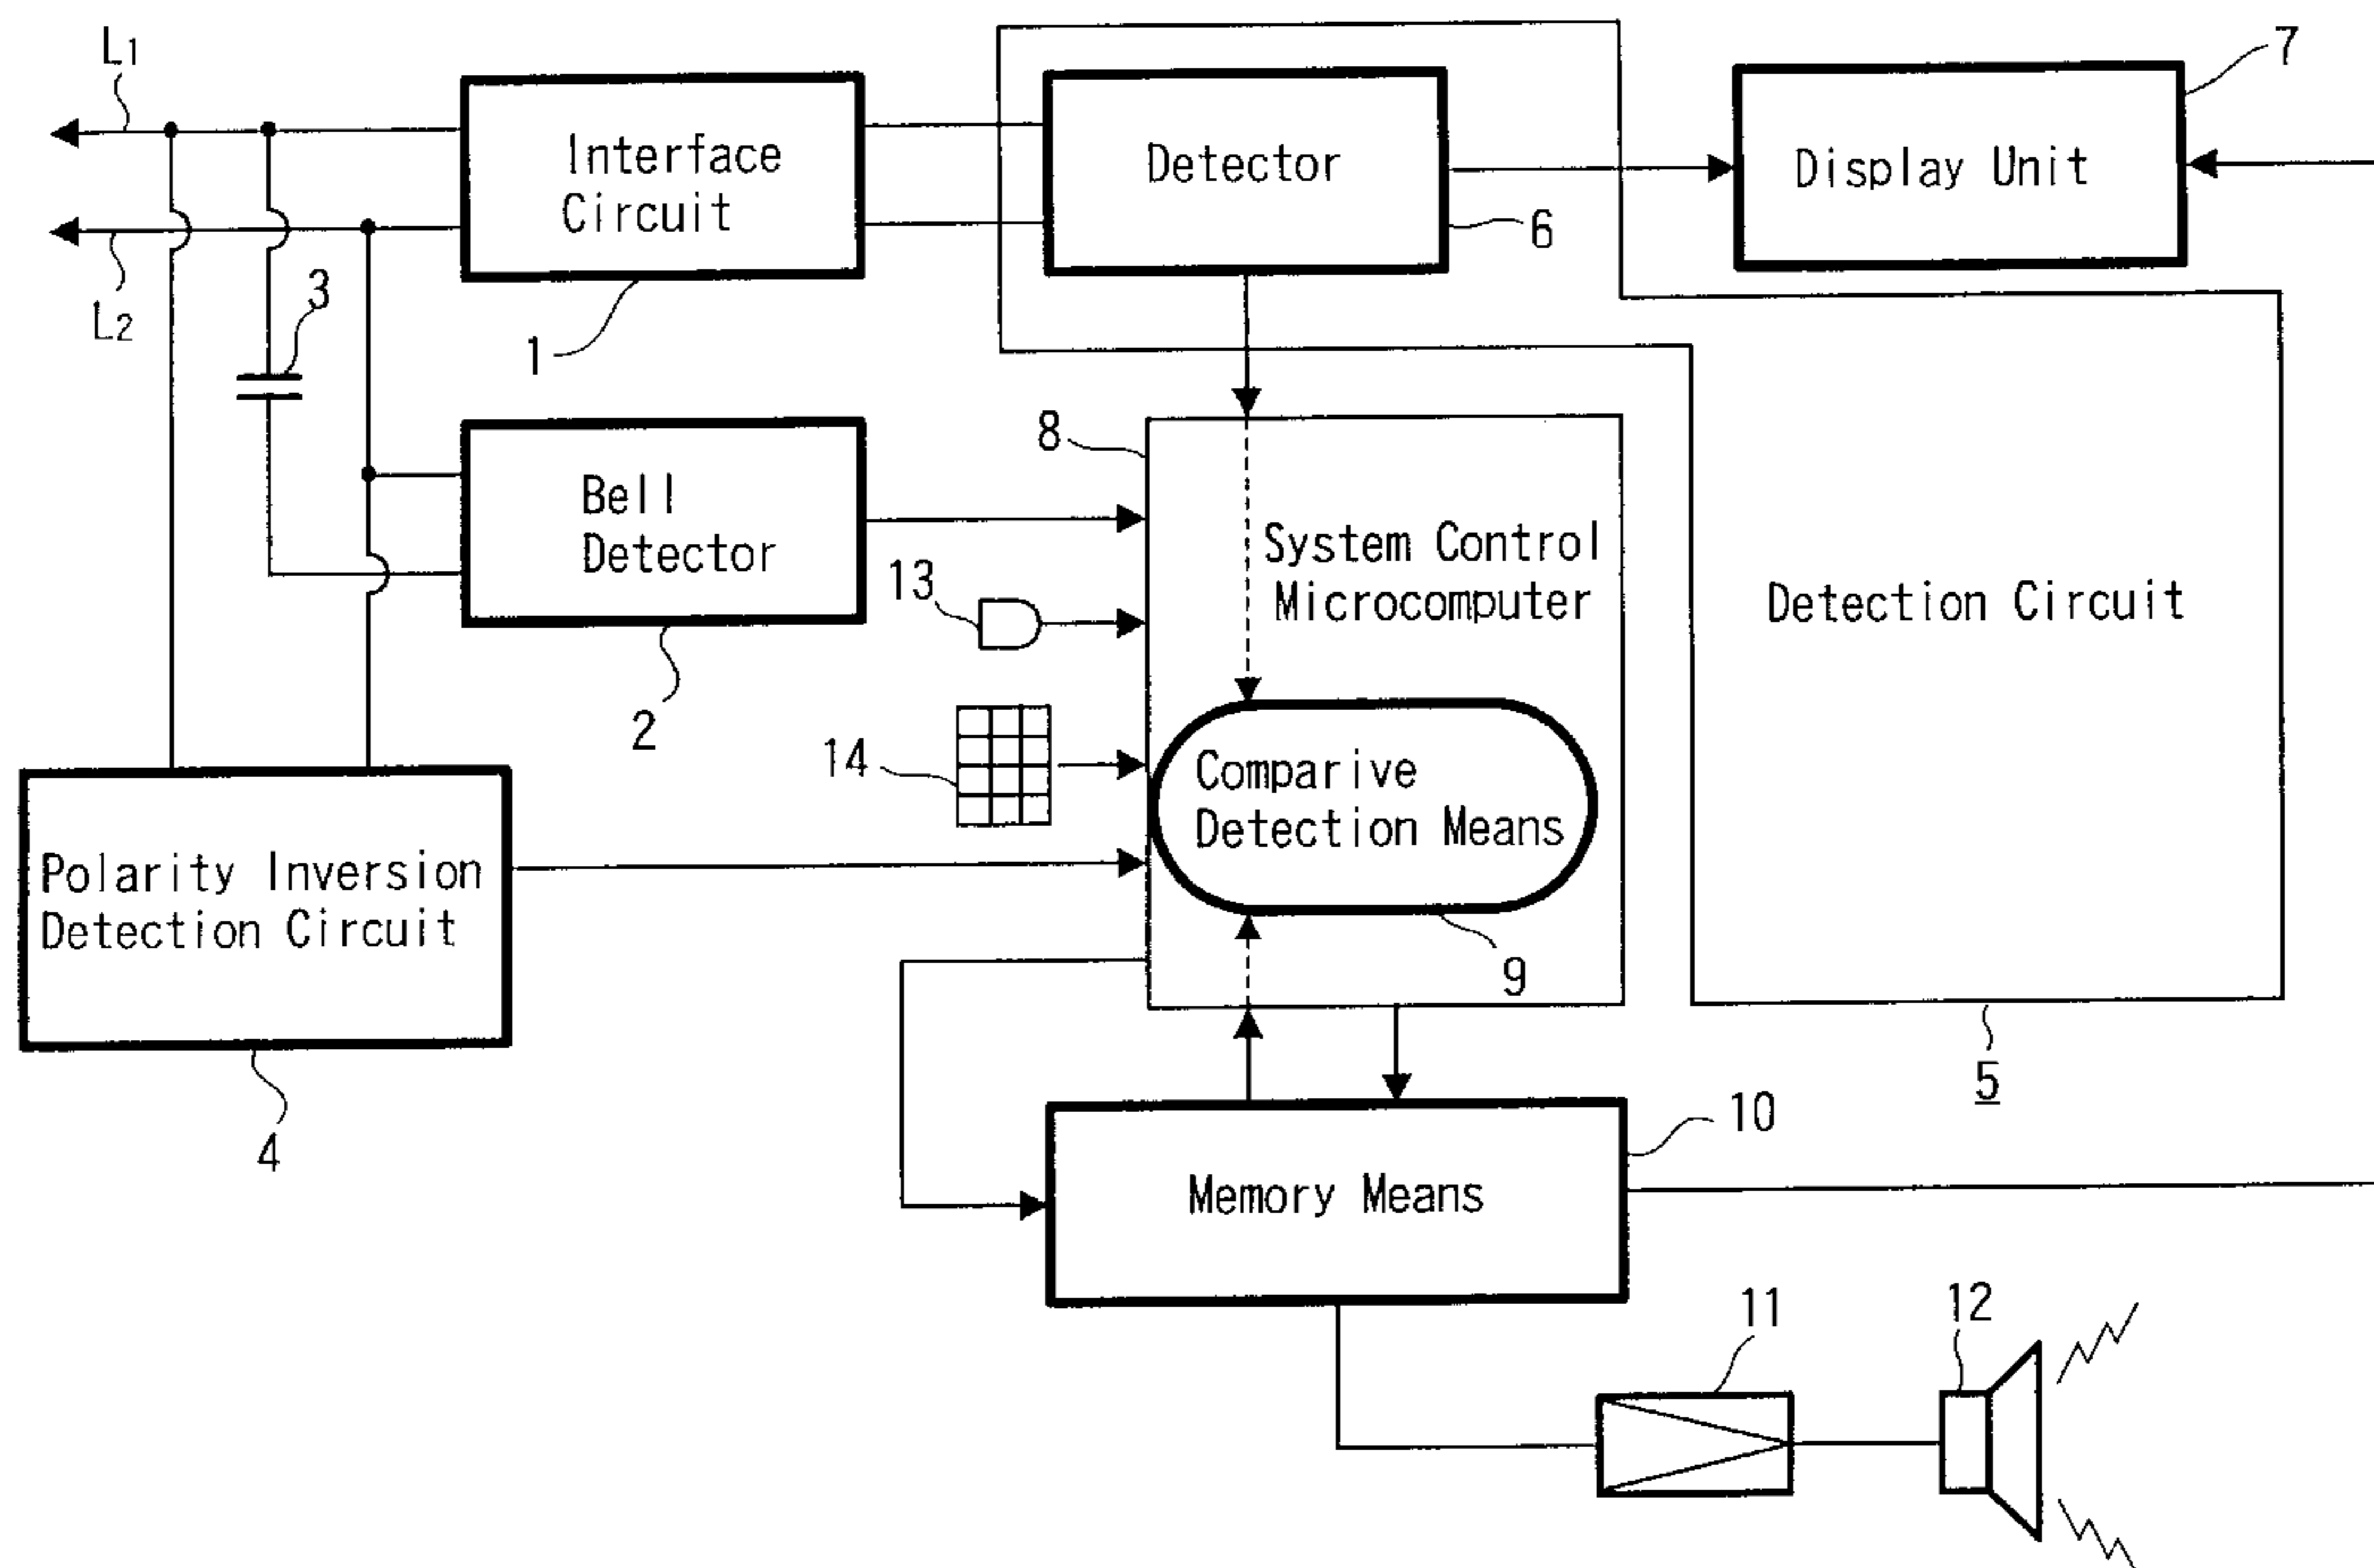 L1
7
Interface
Circuit
Detector
Display Unit
6
L2
3
1
8
Bell
Detector
System Control
Microcomputer
Detection Circuit
13
2
14
Comparive
Detection Means
Polarity Inversion
Detection Circuit
9
5
4
10
Memory Means
11
12